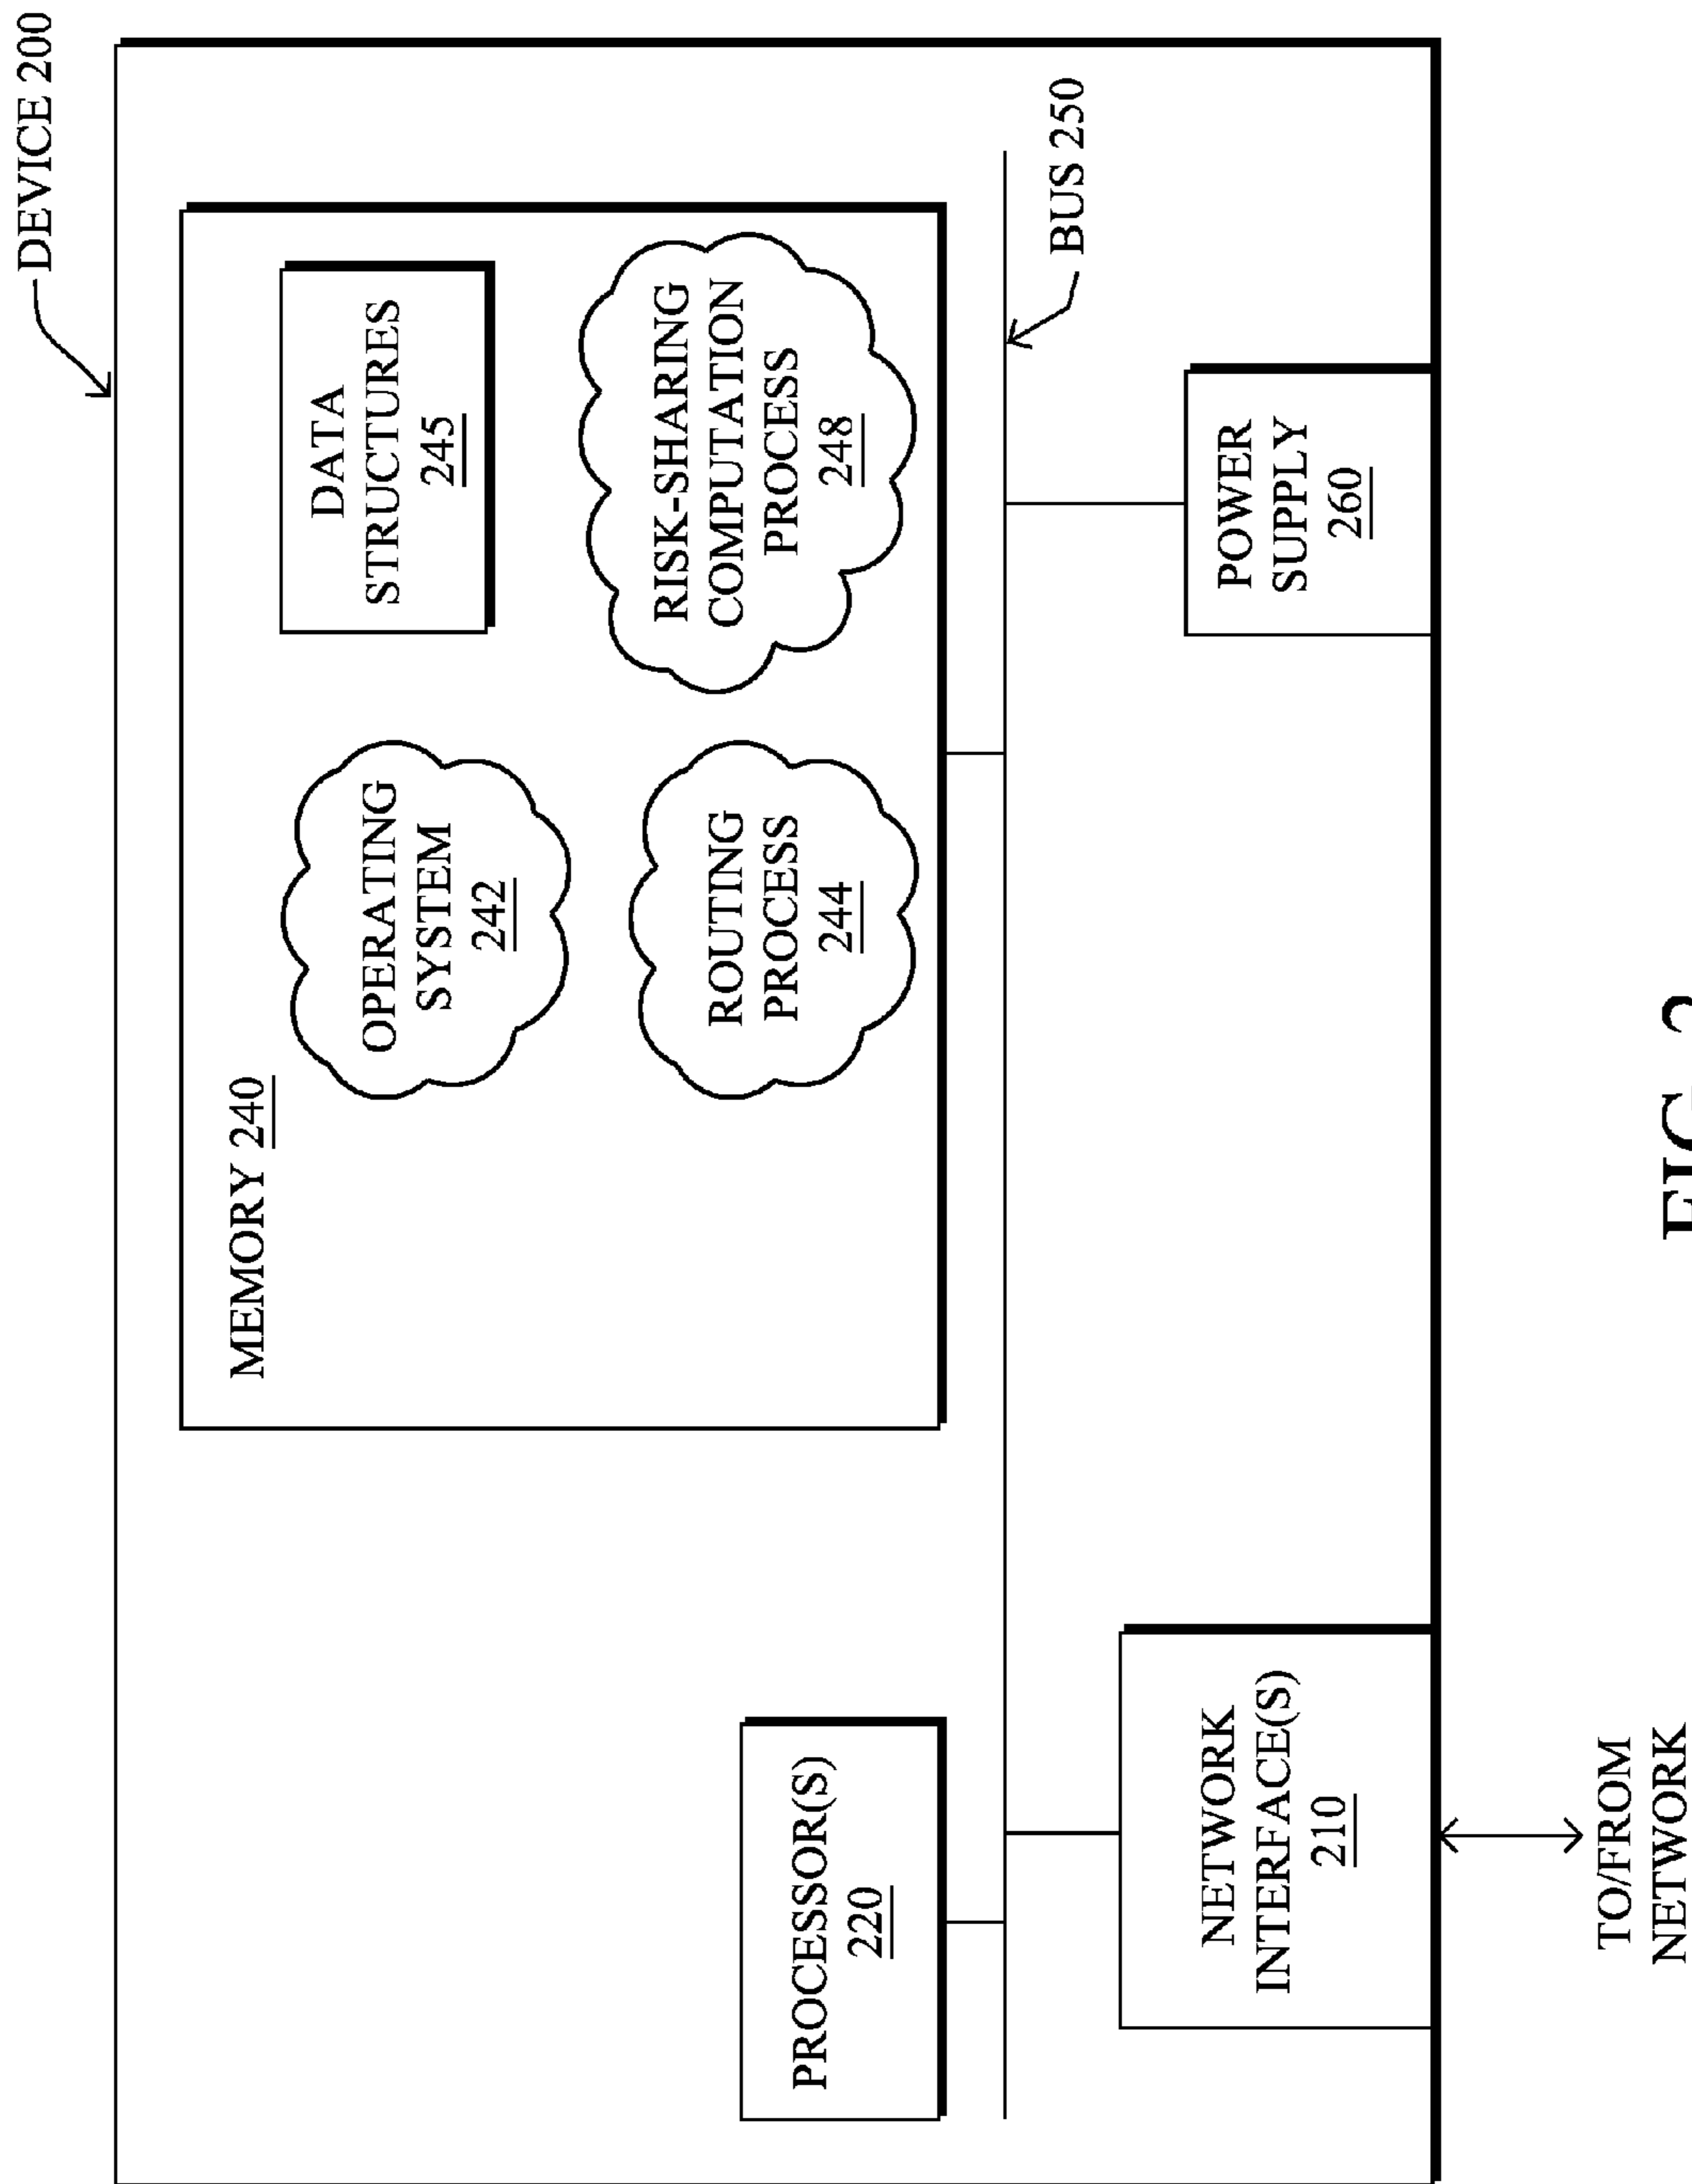 DEVICE 200
MEMORY 240
OPERATING
SYSTEM
242
DATA
STRUCTURES
245
ROUTING
PROCESS
244
RISK-SHARING
COMPUTATION
PROCESS
248
PROCESSOR(S)
220
BUS 250
NETWORK
INTERFACE(S)
210
POWER
SUPPLY
260
TO/FROM
NETWORK